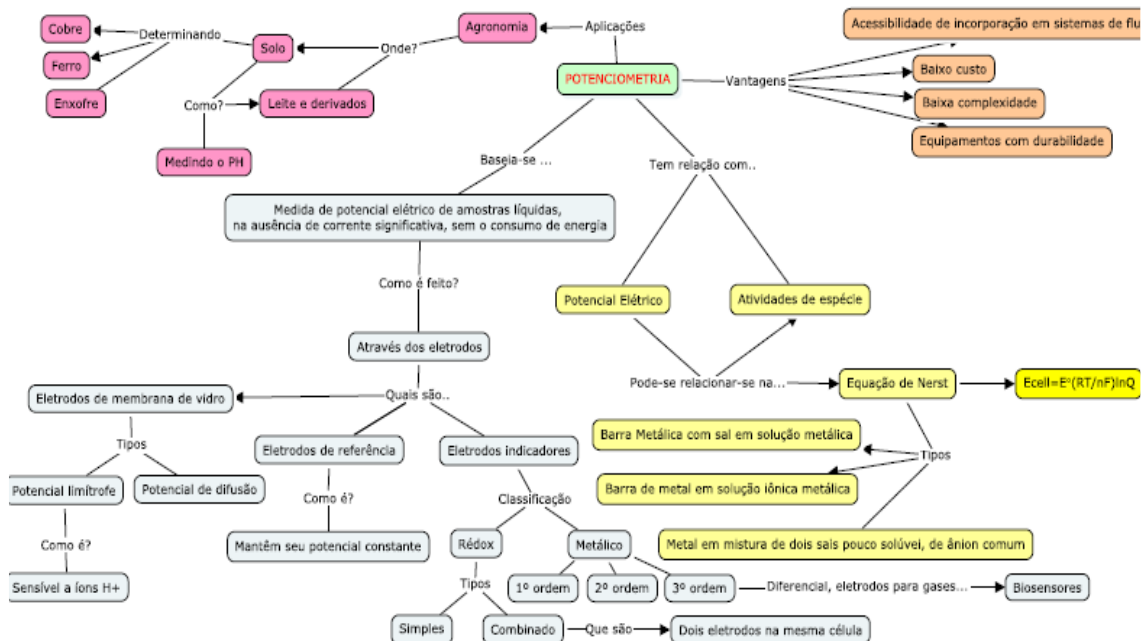 Cobre
Determinando
Ferro
Enxofre
Solo
Onde?
Agronomia
Aplicações
Como?
Leite e derivados
Medindo o PH
POTENCIOMETRIA
Vantagens
Acessibilidade de incorporação em sistemas de flu
Baixo custo
Baixa complexidade
Equipamentos com durabilidade
Baseia-se ...
Tem relação com..
Medida de potencial elétrico de amostras líquidas,
na ausência de corrente significativa, sem o consumo de energia
Como é feito?
Através dos eletrodos
Quais são..
Potencial Elétrico
Atividades de espécie
Pode-se relacionar-se na...
Equação de Nerst
Ecell=E°(RT/nF)lnQ
Tipos
Barra Metálica com sal em solução metálica
Barra de metal em solução iônica metálica
Metal em mistura de dois sais pouco solúvei, de ânion comum
Eletrodos de membrana de vidro
Tipos
Potencial limítrofe
Potencial de difusão
Como é?
Sensível a íons H+
Eletrodos de referência
Como é?
Mantêm seu potencial constante
Eletrodos indicadores
Classificação
Rédox
Metálico
Tipos
Simples
Combinado
Que são
Dois eletrodos na mesma célula
1º ordem
2º ordem
3º ordem
Diferencial, eletrodos para gases...
Biosensores